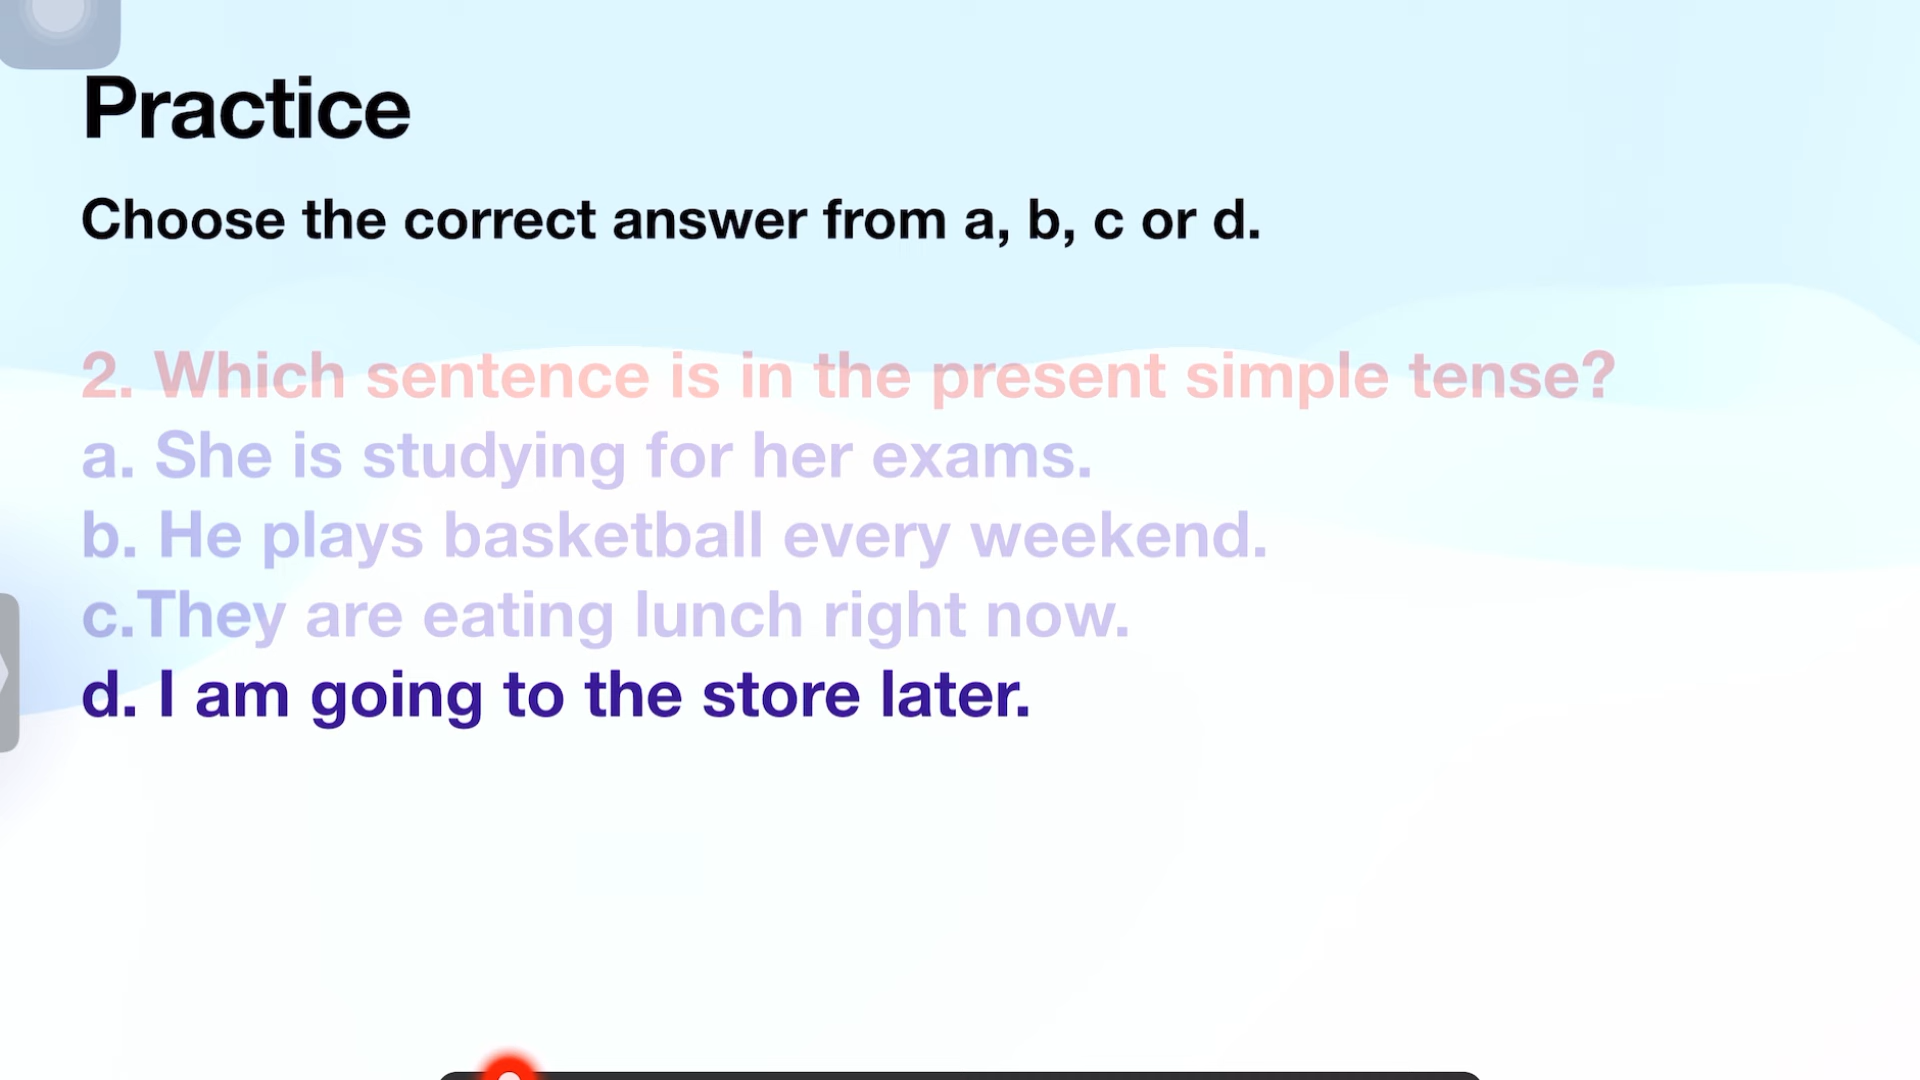 Practice
Choose the correct answer from a, b, c or d.
2. Which sentence is in the present simple tense?
a. She is studying for her exams.
b. He plays basketball every weekend.
c.They are eating lunch right now.
d. I am going to the store later.